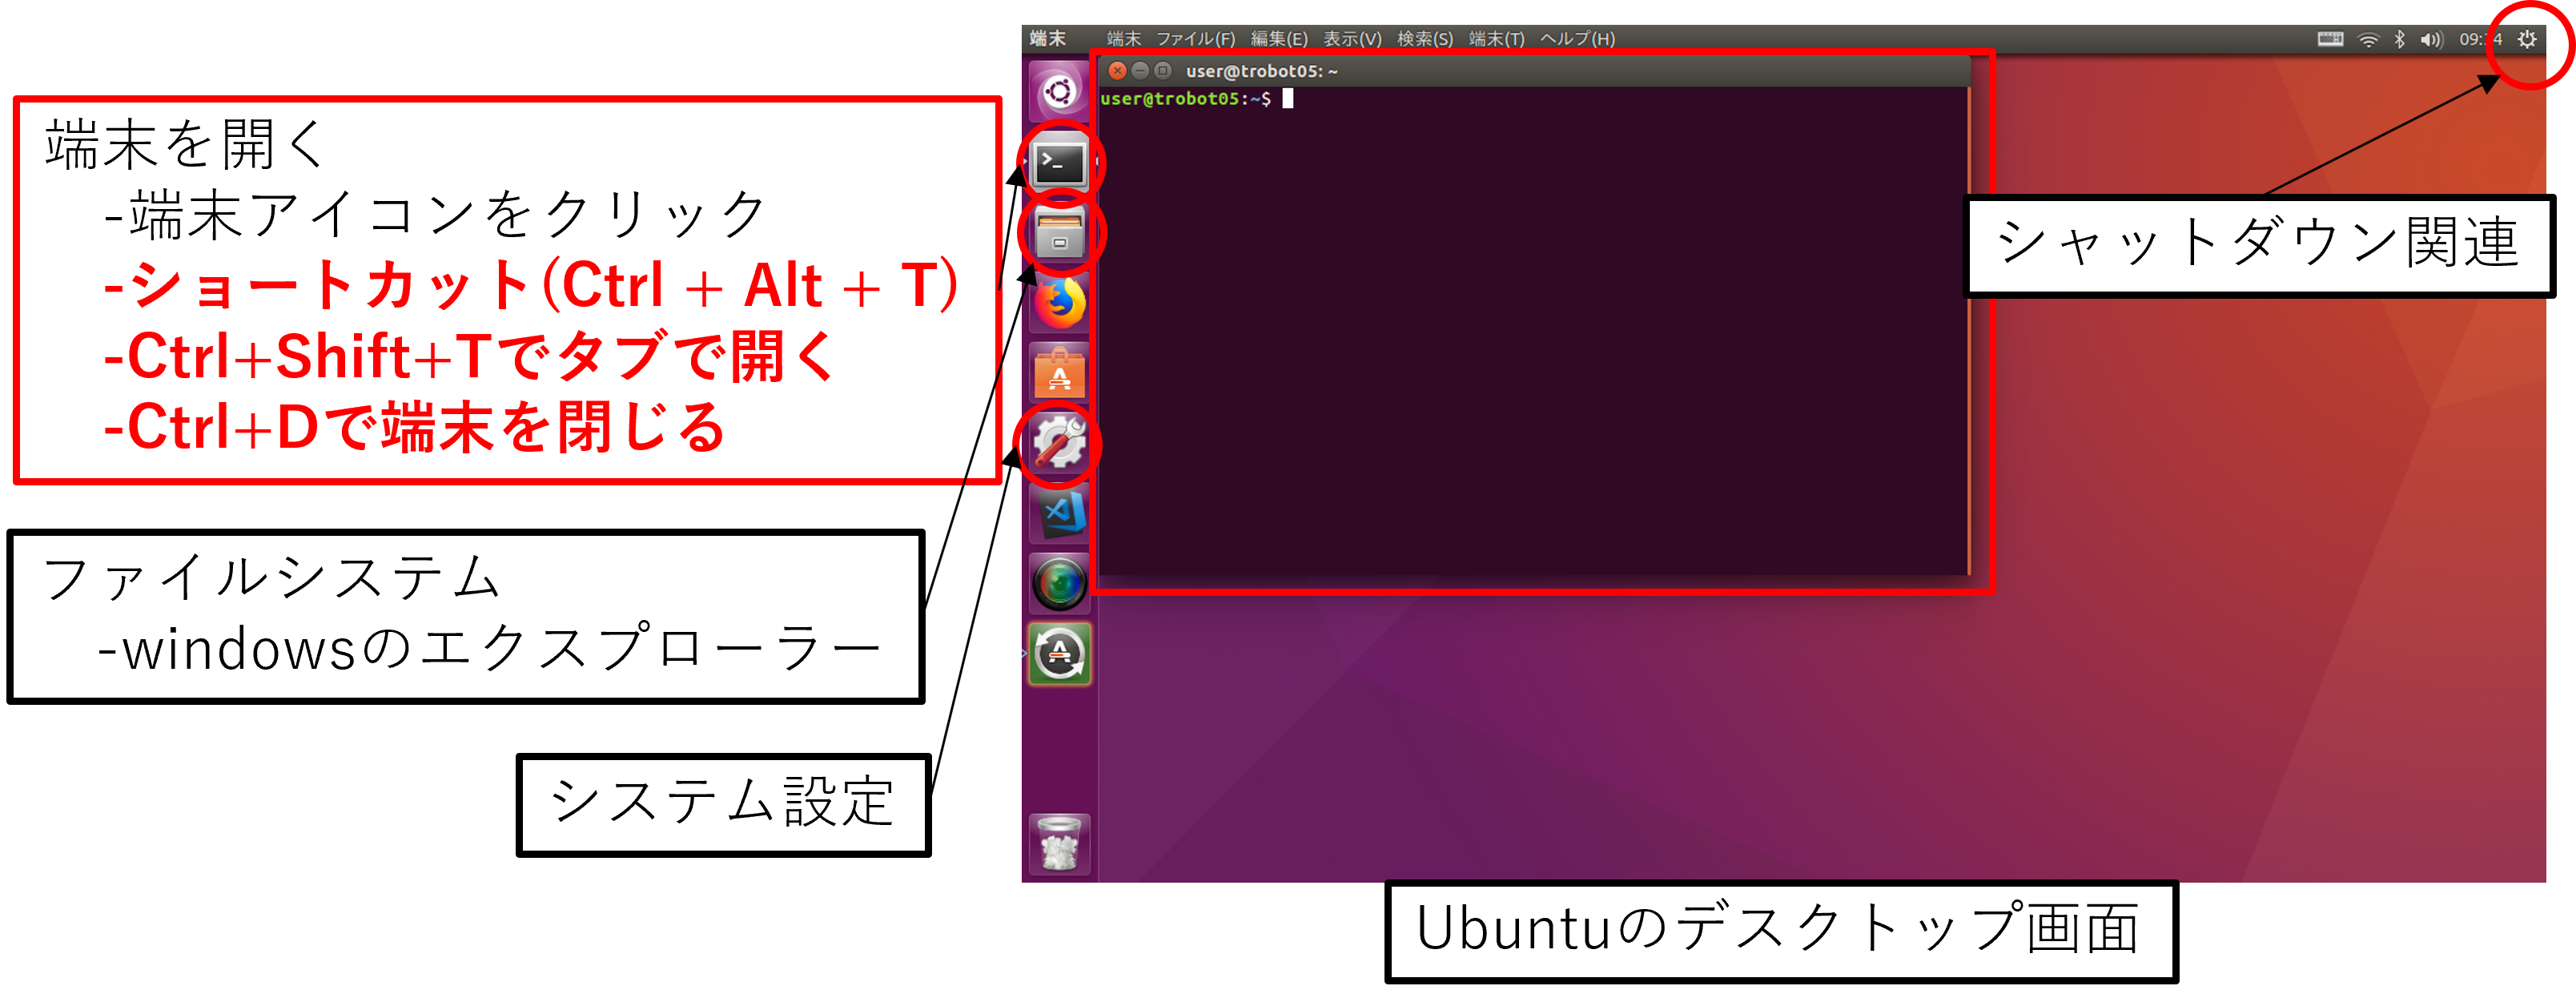 端末 端末 ファイル(F) 編集(E) 表示(V) 検索(S) 端末(T) ヘルプ(H)
user@trobot05: ~
user@trobot05:~$
端末を開く
-端末アイコンをクリック
-ショートカット(Ctrl + Alt + T)
-Ctrl+Shift+Tでタブで開く
-Ctrl+Dで端末を閉じる
シャットダウン関連
ファイルシステム
-windowsのエクスプローラー
システム設定
Ubuntuのデスクトップ画面